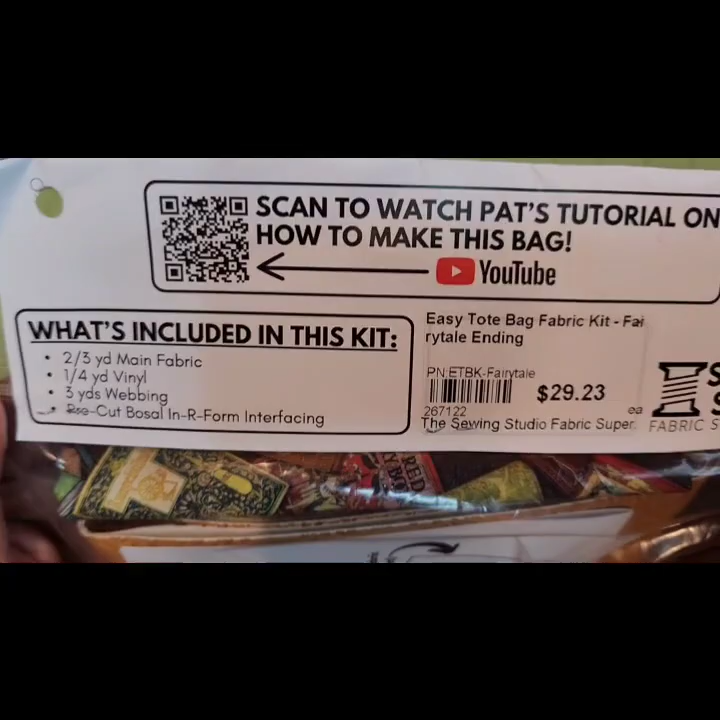 SCAN TO WATCH PAT'S TUTORIAL ON
HOW TO MAKE THIS BAG!
YouTube
WHAT'S INCLUDED IN THIS KIT:
• 2/3 yd Main Fabric
• 1/4 yd Vinyl
• 3 yds Webbing
• Pre-Cut Bosal In-R-Form Interfacing
Easy Tote Bag Fabric Kit - Fai
rytale Ending
PN:ETBK-Fairytale
$29.23
267122 ea
The Sewing Studio Fabric Super
FABRIC S
RED